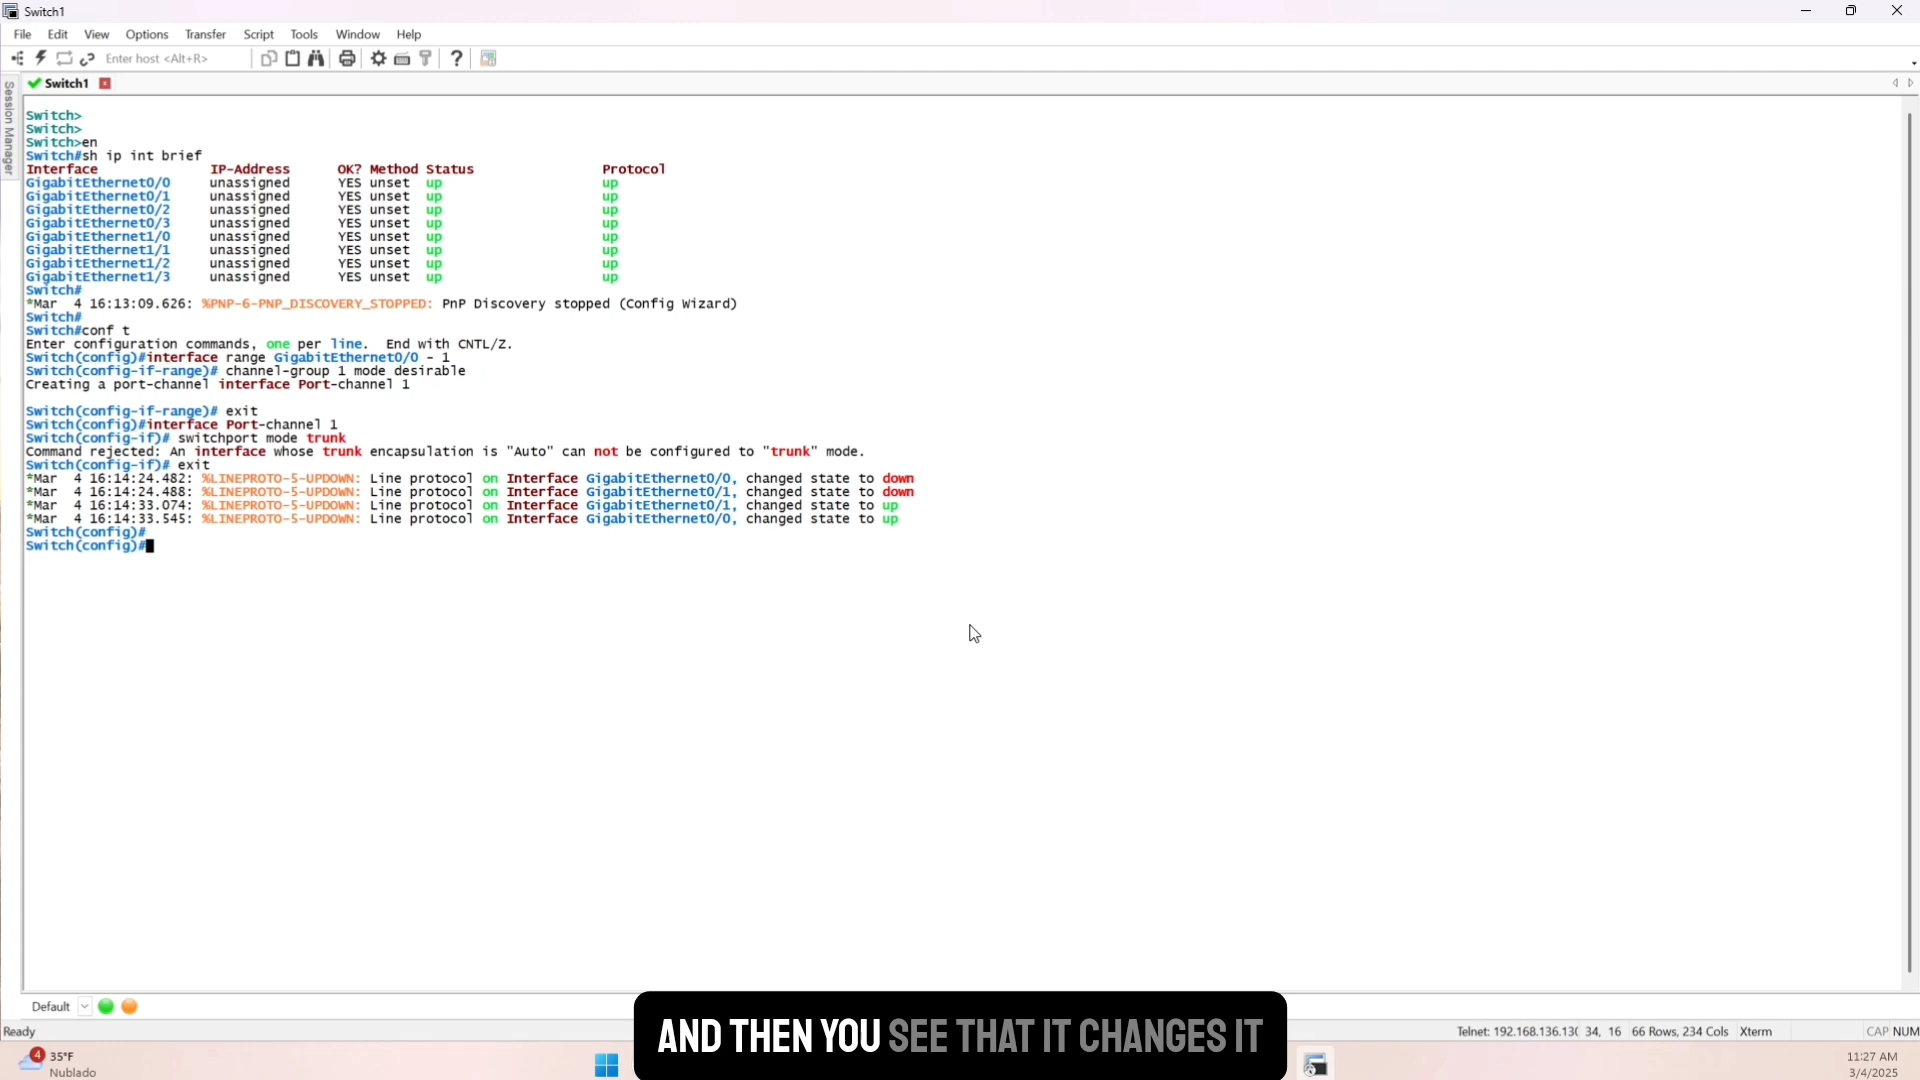 Switch1
File Edit View Options Transfer Script Tools Window Help
Enter host <Alt+R>
Switch1
Session Manager
Switch>
Switch>
Switch>en
Switch#sh ip int brief
Interface IP-Address OK? Method Status Protocol
GigabitEthernet0/0 unassigned YES unset up up
GigabitEthernet0/1 unassigned YES unset up up
GigabitEthernet0/2 unassigned YES unset up up
GigabitEthernet0/3 unassigned YES unset up up
GigabitEthernet1/0 unassigned YES unset up up
GigabitEthernet1/1 unassigned YES unset up up
GigabitEthernet1/2 unassigned YES unset up up
GigabitEthernet1/3 unassigned YES unset up up
Switch#
*Mar 4 16:13:09.626: %PNP-6-PNP_DISCOVERY_STOPPED: PnP Discovery stopped (Config Wizard)
Switch#
Switch#conf t
Enter configuration commands, one per line. End with CNTL/Z.
Switch(config)#interface range GigabitEthernet0/0 - 1
Switch(config-if-range)# channel-group 1 mode desirable
Creating a port-channel interface Port-channel 1
Switch(config-if-range)# exit
Switch(config)#interface Port-channel 1
Switch(config-if)# switchport mode trunk
Command rejected: An interface whose trunk encapsulation is "Auto" can not be configured to "trunk" mode.
Switch(config-if)# exit
*Mar 4 16:14:24.482: %LINEPROTO-5-UPDOWN: Line protocol on Interface GigabitEthernet0/0, changed state to down
*Mar 4 16:14:24.488: %LINEPROTO-5-UPDOWN: Line protocol on Interface GigabitEthernet0/1, changed state to down
*Mar 4 16:14:33.074: %LINEPROTO-5-UPDOWN: Line protocol on Interface GigabitEthernet0/1, changed state to up
*Mar 4 16:14:33.545: %LINEPROTO-5-UPDOWN: Line protocol on Interface GigabitEthernet0/0, changed state to up
Switch(config)#
Switch(config)#
Default
Ready
Telnet: 192.168.136.13( 34, 16 66 Rows, 234 Cols Xterm CAP NUM
AND THEN YOU SEE THAT IT CHANGES IT
4
35°F
Nublado
11:27 AM
3/4/2025